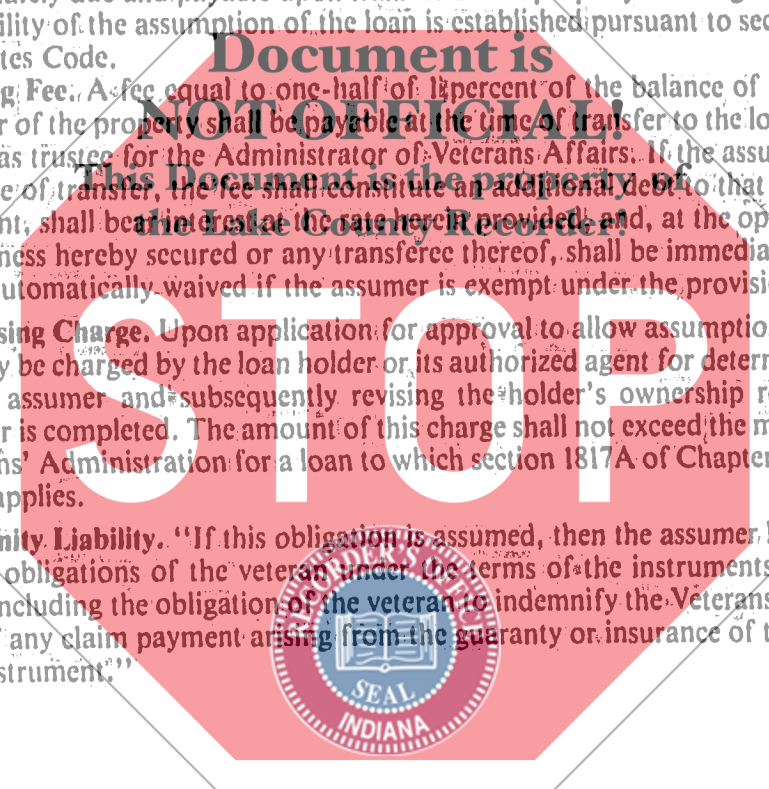 ility of the assumption of the loan is established pursuant to sec
tes Code.
Document is
g Fee. A fee equal to one-half of 1 percent of the balance of
NOT OFFICIAL!
r of the property shall be payable at the time of transfer to the lo
as trustee for the Administrator of Veterans Affairs. If the assu
This Document is the property of
e of transfer, the fee shall constitute an additional debt to that
the Lake County Recorder!
nt, shall bear interest at the rate herein provided, and, at the op
ness hereby secured or any transferee thereof, shall be immedia
utomatically waived if the assumer is exempt under the provisi
STOP
sing Charge. Upon application for approval to allow assumptio
y be charged by the loan holder or its authorized agent for determ
assumer and subsequently revising the holder's ownership r
r is completed. The amount of this charge shall not exceed the m
ns' Administration for a loan to which section 1817A of Chapter
applies.
nity Liability. “If this obligation is assumed, then the assumer
obligations of the veteran under the terms of the instruments
ncluding the obligation of the veteran to indemnify the Veterans
any claim payment arising from the guaranty or insurance of t
strument.”
RECORDER'S OFFICE
SEAL
INDIANA